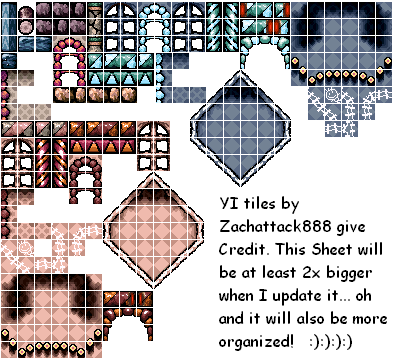 YI tiles by
Zachattack888 give
Credit. This Sheet will
be at least 2x bigger
when I update it... oh
and it will also be more
organized!   :):):):)